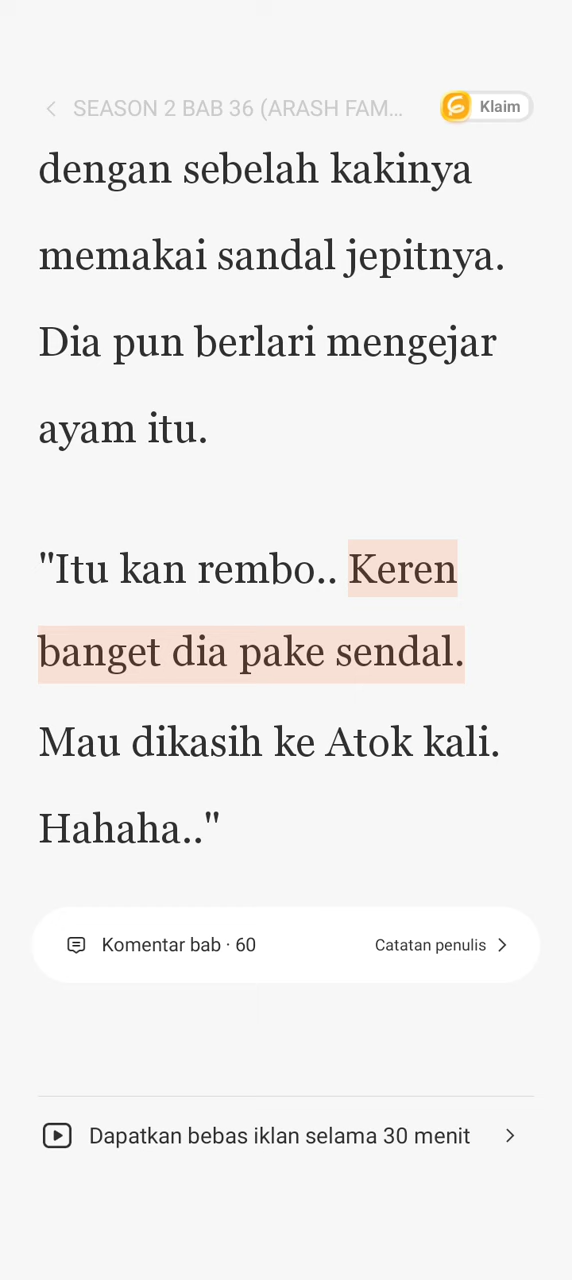 SEASON 2 BAB 36 (ARASH FAM...
Klaim
dengan sebelah kakinya
memakai sandal jepitnya.
Dia pun berlari mengejar
ayam itu.
"Itu kan rembo.. Keren
banget dia pake sendal.
Mau dikasih ke Atok kali.
Hahaha.."
Komentar bab · 60
Catatan penulis
Dapatkan bebas iklan selama 30 menit